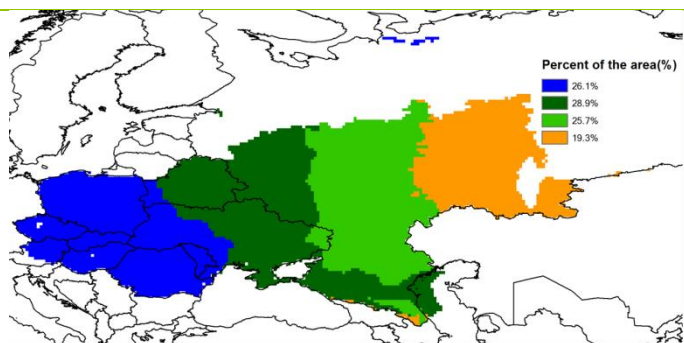 Percent of the area(%)
26.1%
28.9%
25.7%
19.3%